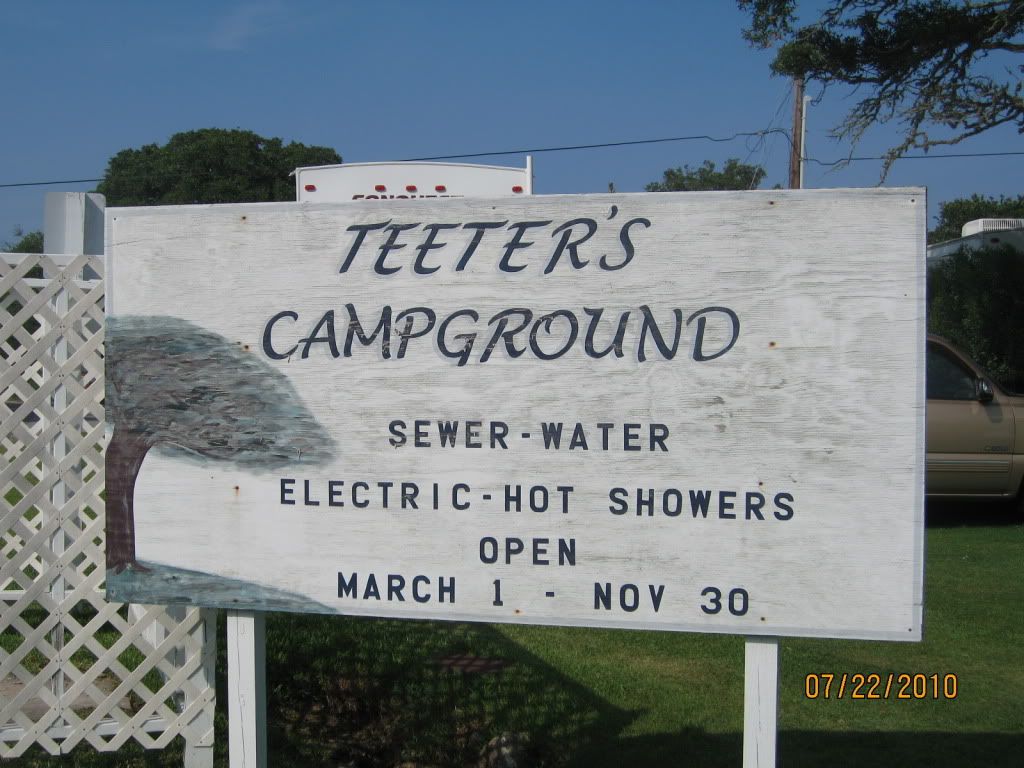 TEETER'S
CAMPGROUND
SEWER-WATER
ELECTRIC-HOT SHOWERS
OPEN
MARCH 1 - NOV 30
07/22/2010